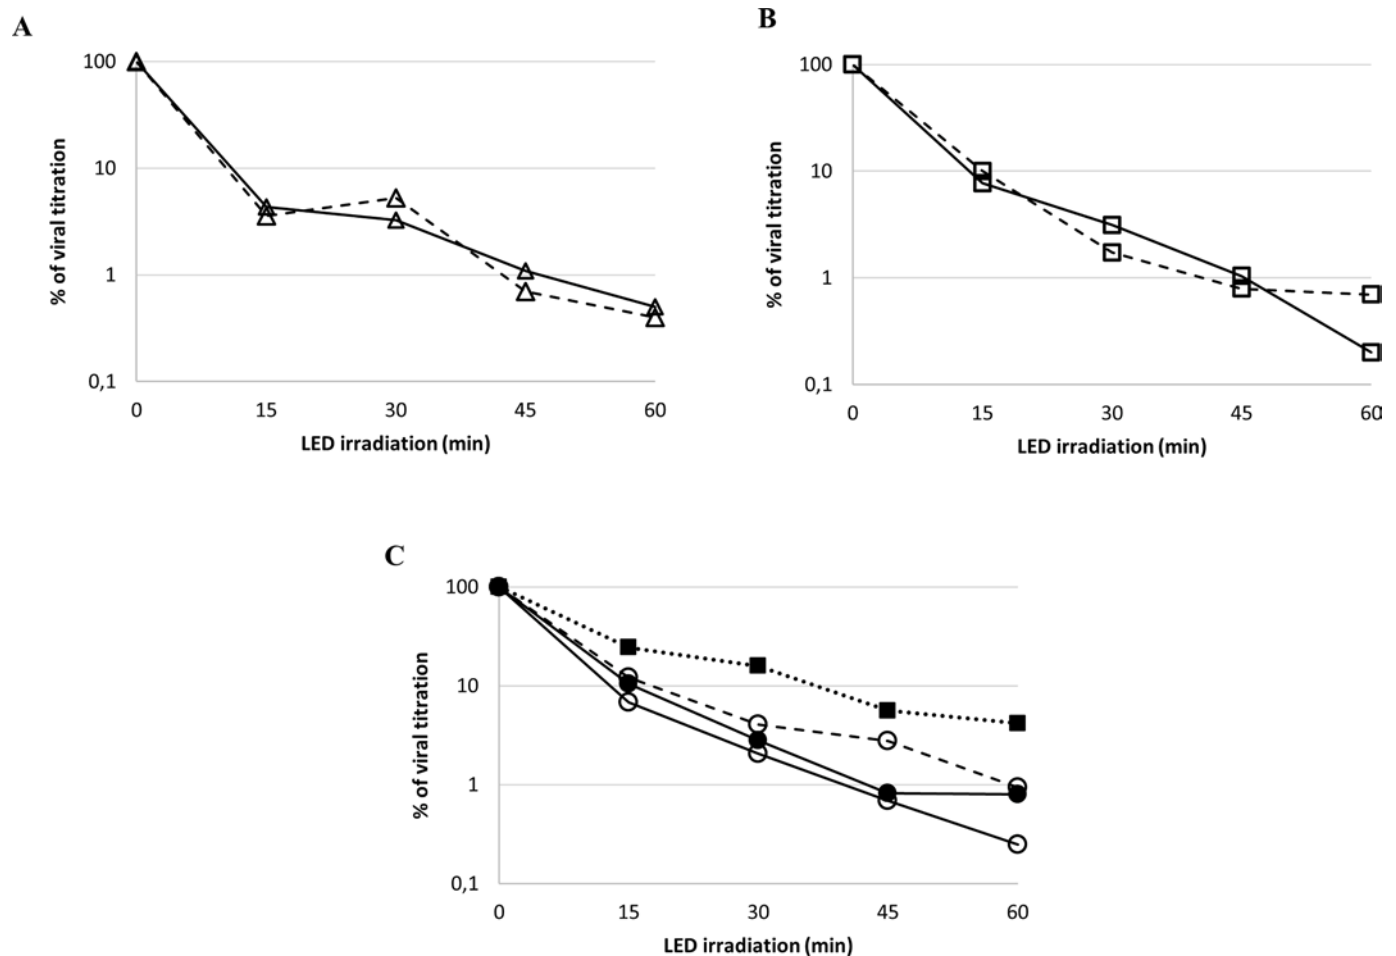 A
100
10
1
0,1
% of viral titration
0 15 30 45 60
LED irradiation (min)
B
100
10
1
0,1
% of viral titration
0 15 30 45 60
LED irradiation (min)
C
100
10
1
0,1
% of viral titration
0 15 30 45 60
LED irradiation (min)